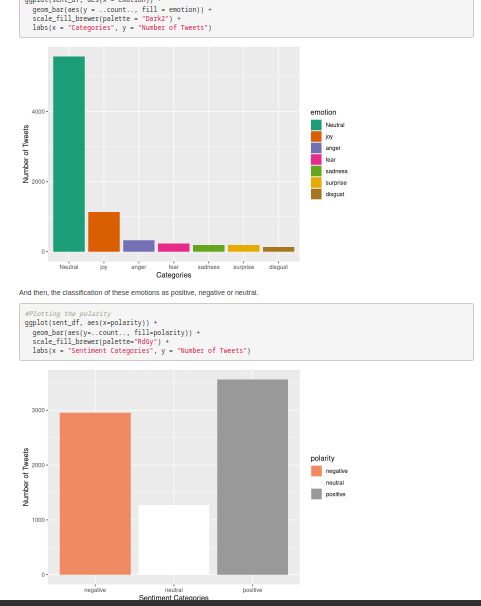 ggplot(sent_df, aes(x = emotion)) +
geom_bar(aes(y = ..count.., fill = emotion)) +
scale_fill_brewer(palette = "Dark2") +
labs(x = "Categories", y = "Number of Tweets")
Number of Tweets
4000
2000
0
Neutral joy anger fear sadness surprise disgust
Categories
emotion
Neutral
joy
anger
fear
sadness
surprise
disgust
And then, the classification of these emotions as positive, negative or neutral.
#Plotting the polarity
ggplot(sent_df, aes(x=polarity)) +
geom_bar(aes(y=..count.., fill=polarity)) +
scale_fill_brewer(palette="RdGy") +
labs(x = "Sentiment Categories", y = "Number of Tweets")
Number of Tweets
3000
2000
1000
0
negative neutral positive
Sentiment Categories
polarity
negative
neutral
positive